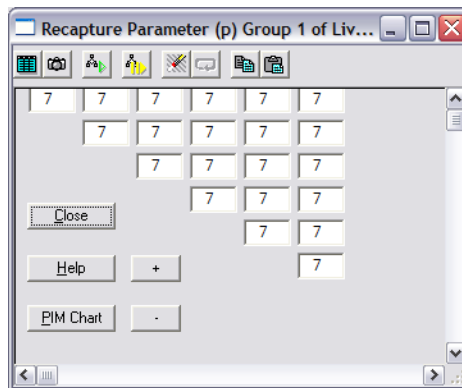 Recapture Parameter (p) Group 1 of Liv...
7 7 7 7 7 7
7 7 7 7 7
7 7 7 7
7 7 7
Close
7 7
Help + 7
PIM Chart -